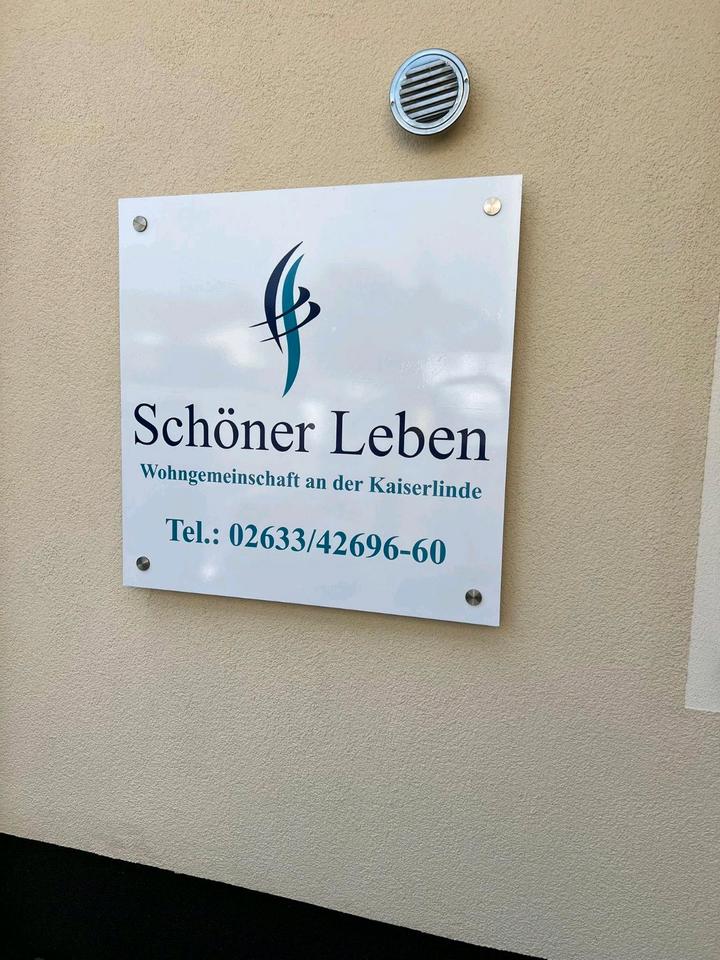 Schöner Leben
Wohngemeinschaft an der Kaiserlinde
Tel.: 02633/42696-60